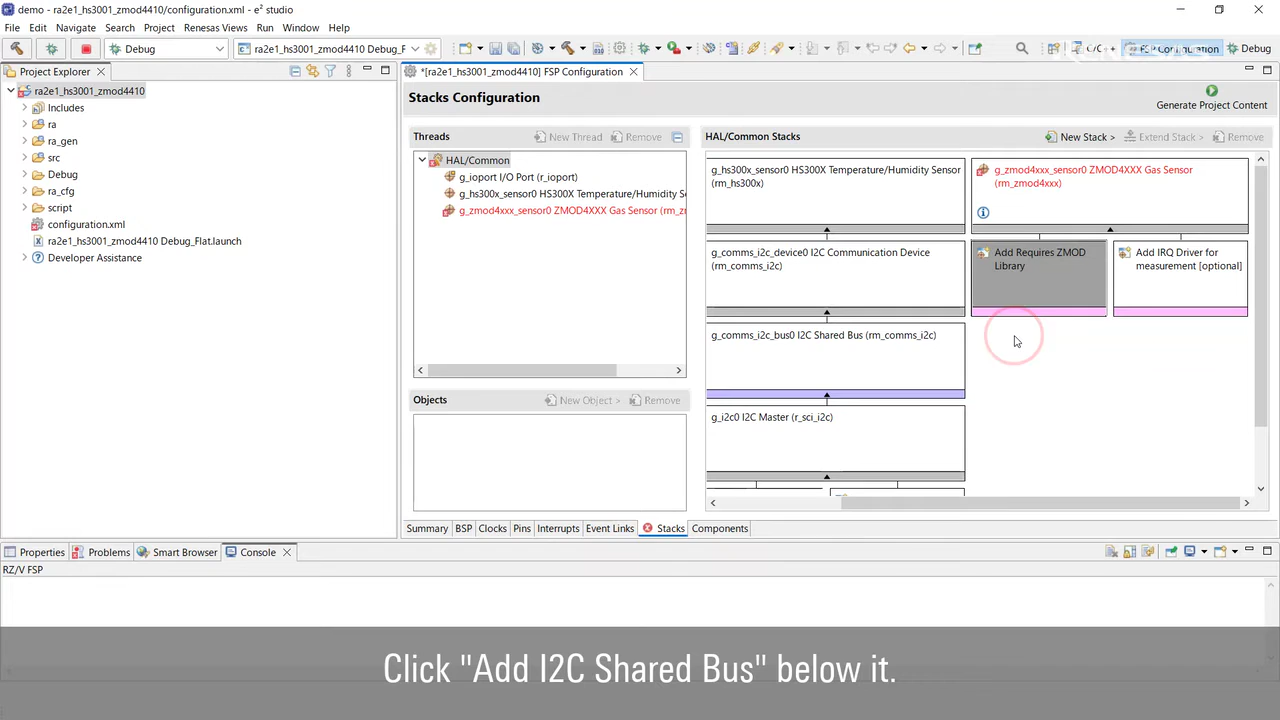 demo - ra2e1_hs3001_zmod4410/configuration.xml - e² studio
File Edit Navigate Search Project Renesas Views Run Window Help
Debug
ra2e1_hs3001_zmod4410 Debug_F
C/C++
FSP Configuration
Debug
Project Explorer
ra2e1_hs3001_zmod4410
Includes
ra
ra_gen
src
Debug
ra_cfg
script
configuration.xml
ra2e1_hs3001_zmod4410 Debug_Flat.launch
Developer Assistance
*[ra2e1_hs3001_zmod4410] FSP Configuration
Stacks Configuration
Generate Project Content
Threads
New Thread
Remove
HAL/Common
g_ioport I/O Port (r_ioport)
g_hs300x_sensor0 HS300X Temperature/Humidity S
g_zmod4xxx_sensor0 ZMOD4XXX Gas Sensor (rm_z
Objects
New Object >
Remove
HAL/Common Stacks
New Stack >
Extend Stack >
Remove
g_hs300x_sensor0 HS300X Temperature/Humidity Sensor
(rm_hs300x)
g_zmod4xxx_sensor0 ZMOD4XXX Gas Sensor
(rm_zmod4xxx)
g_comms_i2c_device0 I2C Communication Device
(rm_comms_i2c)
Add Requires ZMOD
Library
Add IRQ Driver for
measurement [optional]
g_comms_i2c_bus0 I2C Shared Bus (rm_comms_i2c)
g_i2c0 I2C Master (r_sci_i2c)
Summary BSP Clocks Pins Interrupts Event Links Stacks Components
Properties Problems Smart Browser Console
RZ/V FSP
Click "Add I2C Shared Bus" below it.